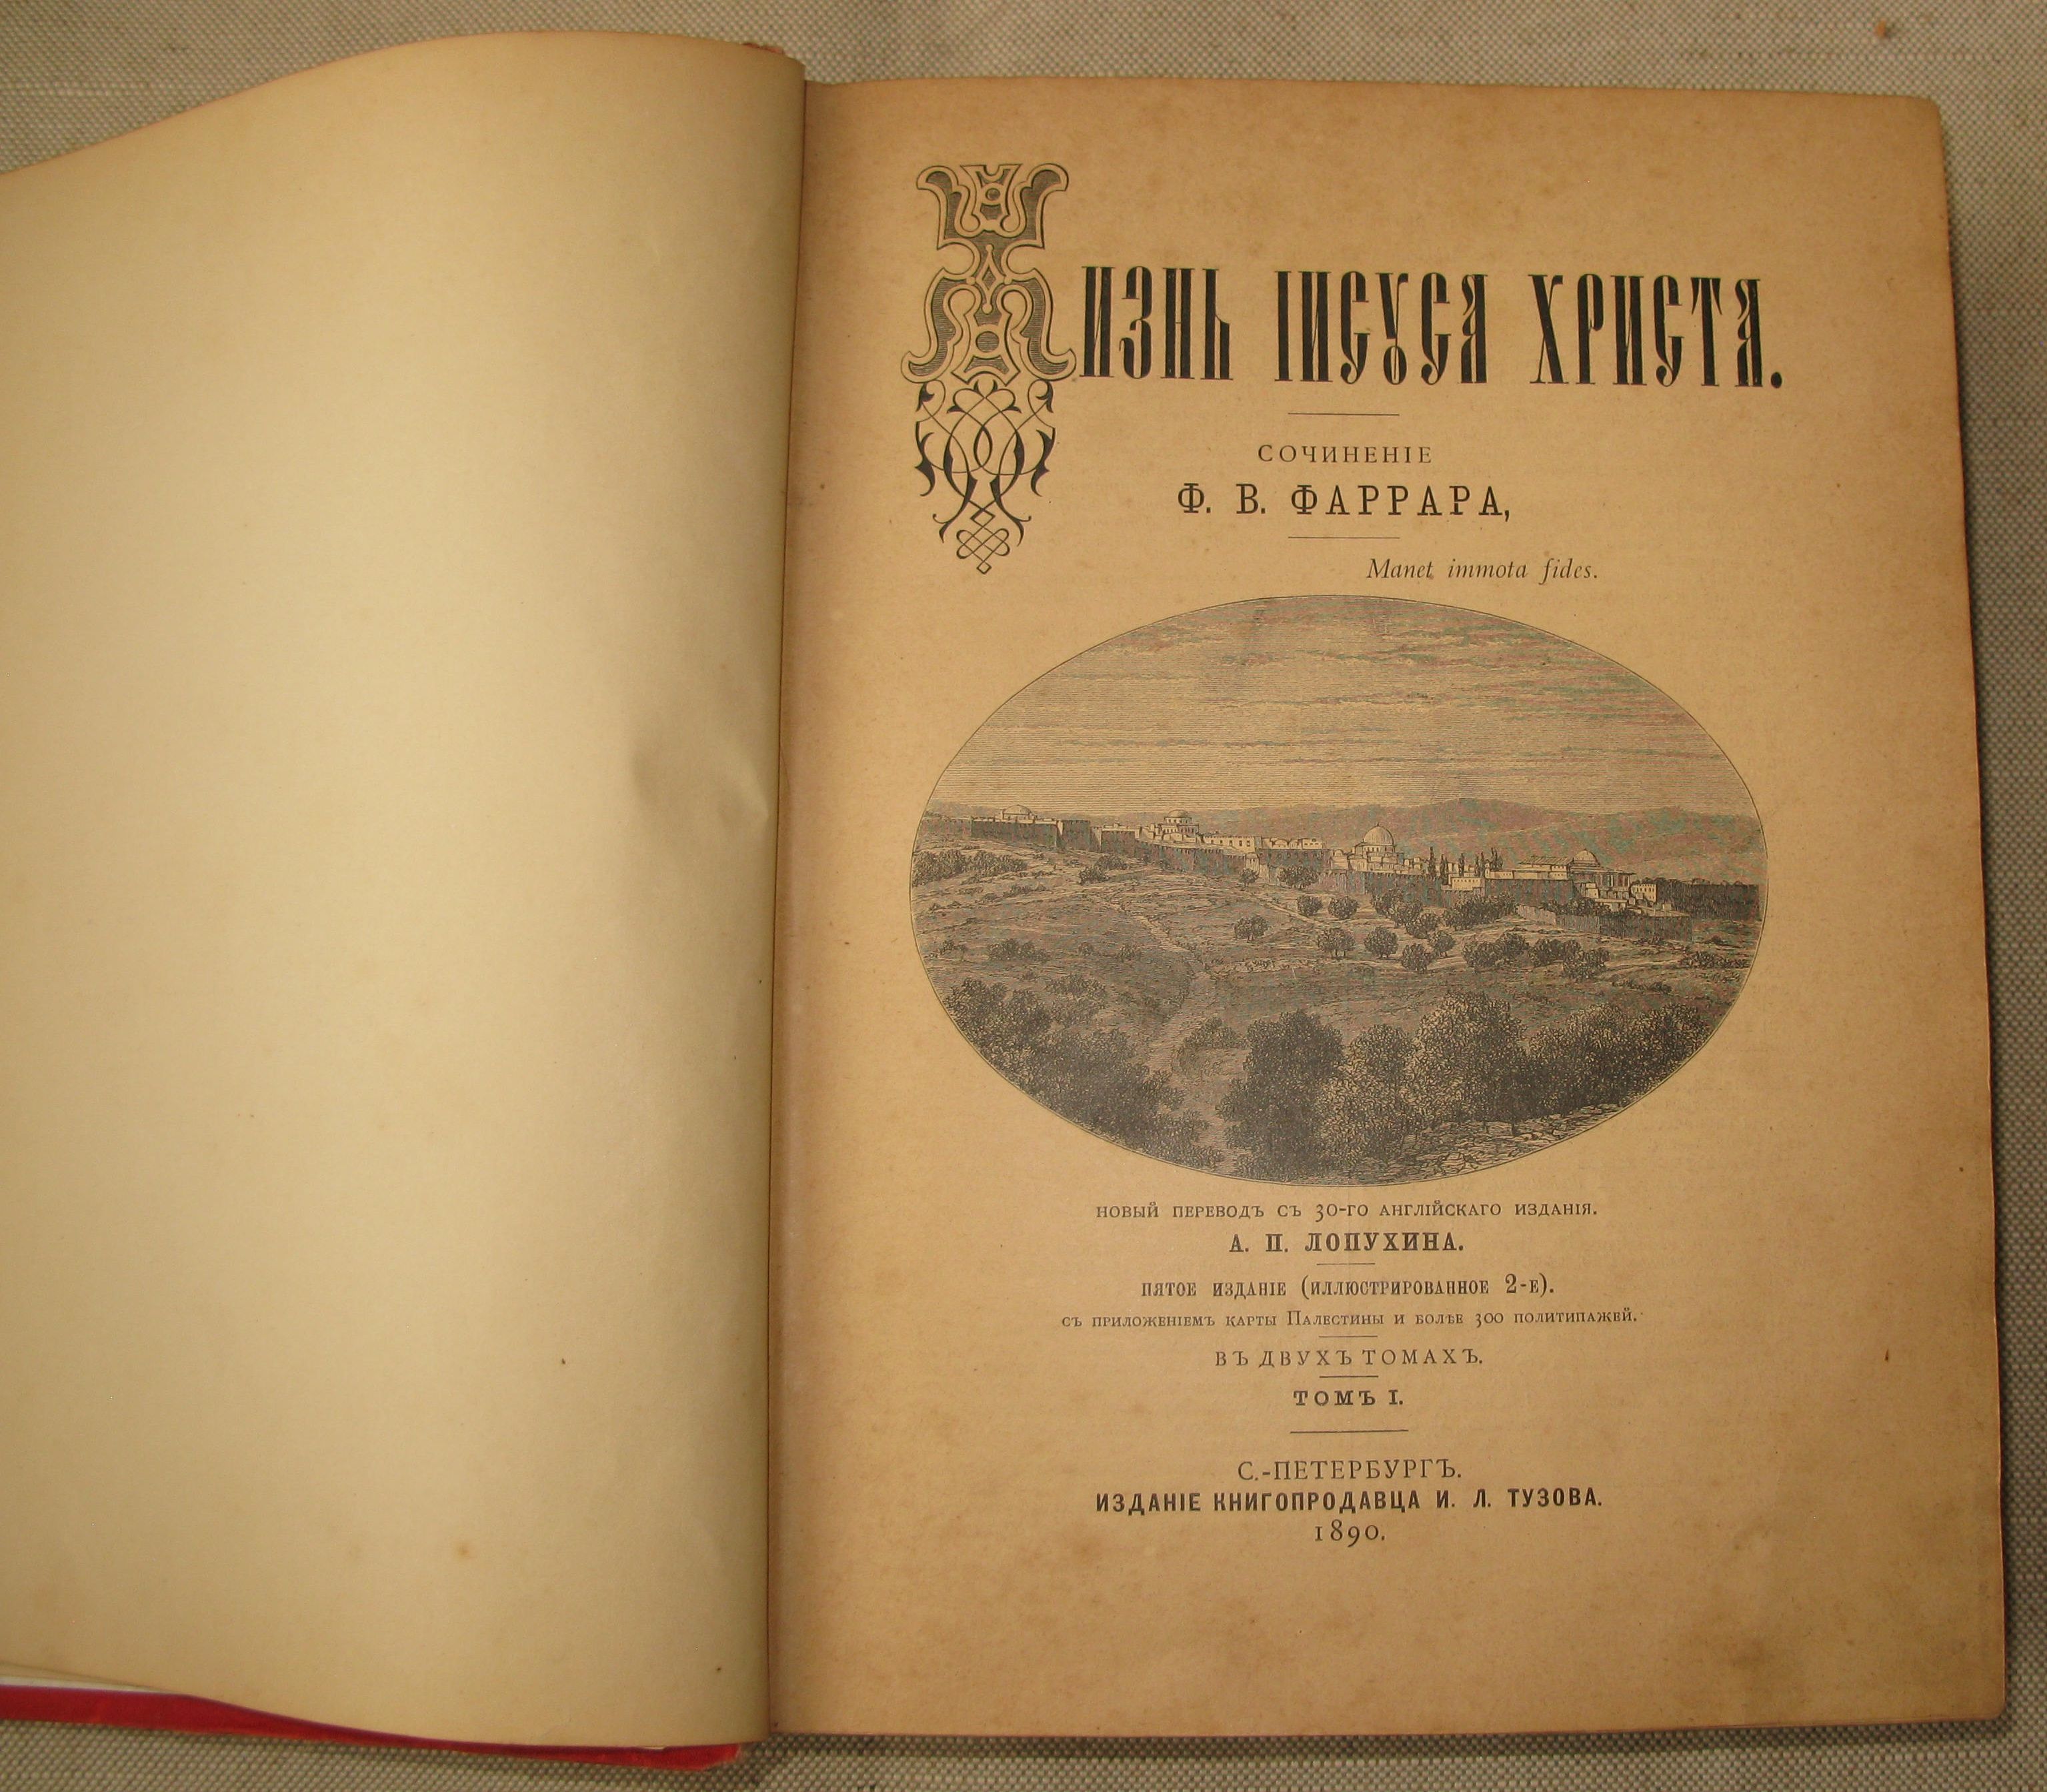 Жизнь Іисꙋса Христа.
СОЧИНЕНІЕ
Ф. В. ФАРРАРА,
Manet immota fides.
НОВЫЙ ПЕРЕВОДЪ СЪ 30-ГО АНГЛІЙСКАГО ИЗДАНІЯ.
А. П. ЛОПУХИНА.
ПЯТОЕ ИЗДАНІЕ (ИЛЛЮСТРИРОВАННОЕ 2-Е).
СЪ ПРИЛОЖЕНІЕМЪ КАРТЫ ПАЛЕСТИНЫ И БОЛѢЕ 300 ПОЛИТИПАЖЕЙ.
ВЪ ДВУХЪ ТОМАХЪ.
ТОМЪ I.
С.-ПЕТЕРБУРГЪ.
ИЗДАНІЕ КНИГОПРОДАВЦА И. Л. ТУЗОВА.
1890.